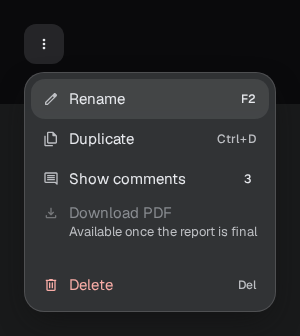 Rename F2
Duplicate Ctrl+D
Show comments 3
Download PDF
Available once the report is final
Delete Del